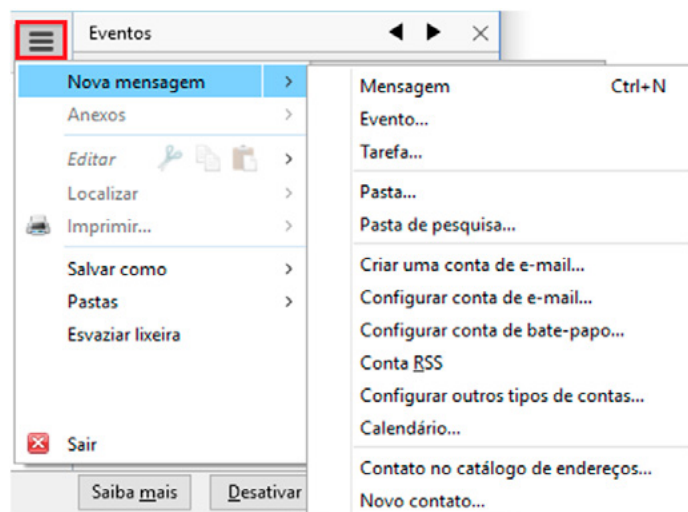 Eventos
Nova mensagem
Anexos
Editar
Localizar
Imprimir...
Salvar como
Pastas
Esvaziar lixeira
Sair
Saiba mais
Desativar
Mensagem Ctrl+N
Evento...
Tarefa...
Pasta...
Pasta de pesquisa...
Criar uma conta de e-mail...
Configurar conta de e-mail...
Configurar conta de bate-papo...
Conta RSS
Configurar outros tipos de contas...
Calendário...
Contato no catálogo de endereços...
Novo contato...